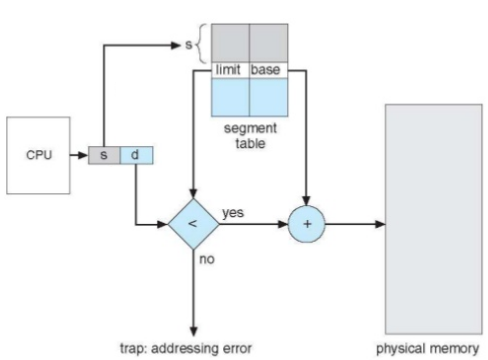 s
limit base
segment
table
CPU
s d
<
yes
+
no
trap: addressing error
physical memory